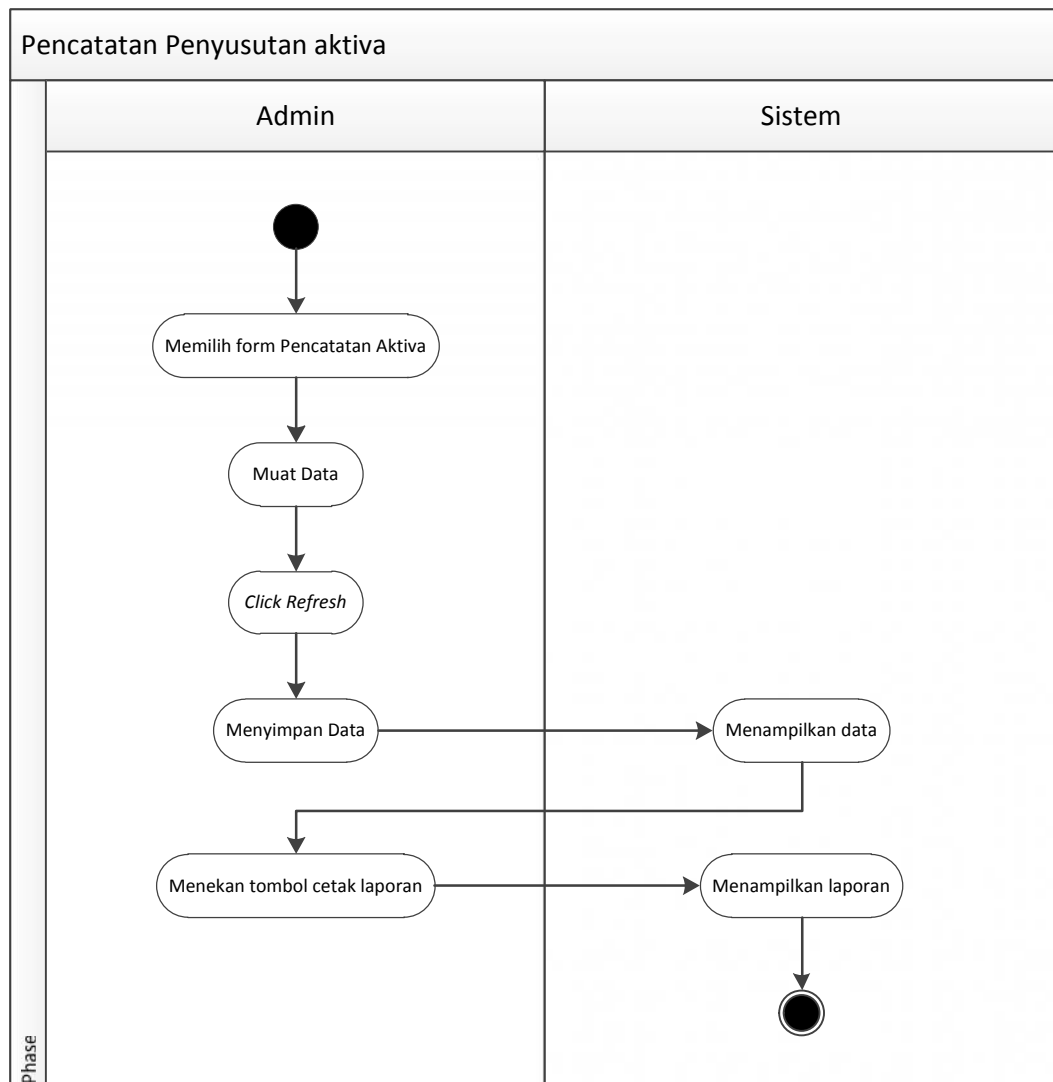 Pencatatan Penyusutan aktiva
Admin
Sistem
Memilih form Pencatatan Aktiva
Muat Data
Click Refresh
Menyimpan Data
Menampilkan data
Menekan tombol cetak laporan
Menampilkan laporan
Phase